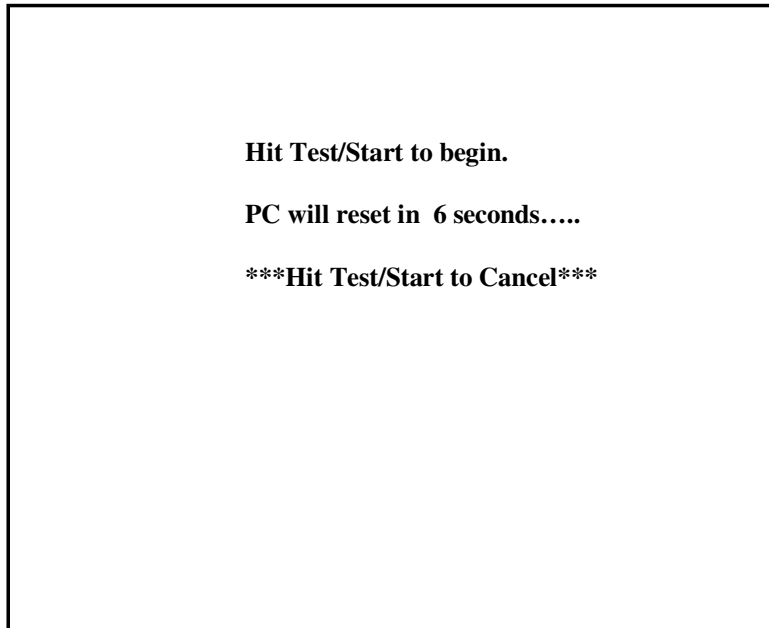 Hit Test/Start to begin.
PC will reset in  6 seconds…..
***Hit Test/Start to Cancel***